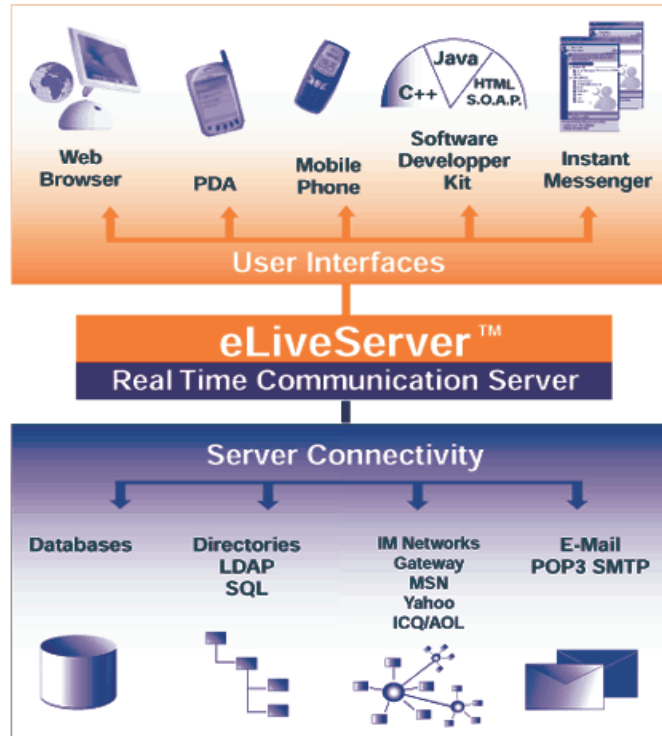 Java
C++
HTML
S.O.A.P.
Web
Browser
PDA
Mobile
Phone
Software
Developper
Kit
Instant
Messenger
User Interfaces
eLiveServer™
Real Time Communication Server
Server Connectivity
Databases
Directories
LDAP
SQL
IM Networks
Gateway
MSN
Yahoo
ICQ/AOL
E-Mail
POP3 SMTP